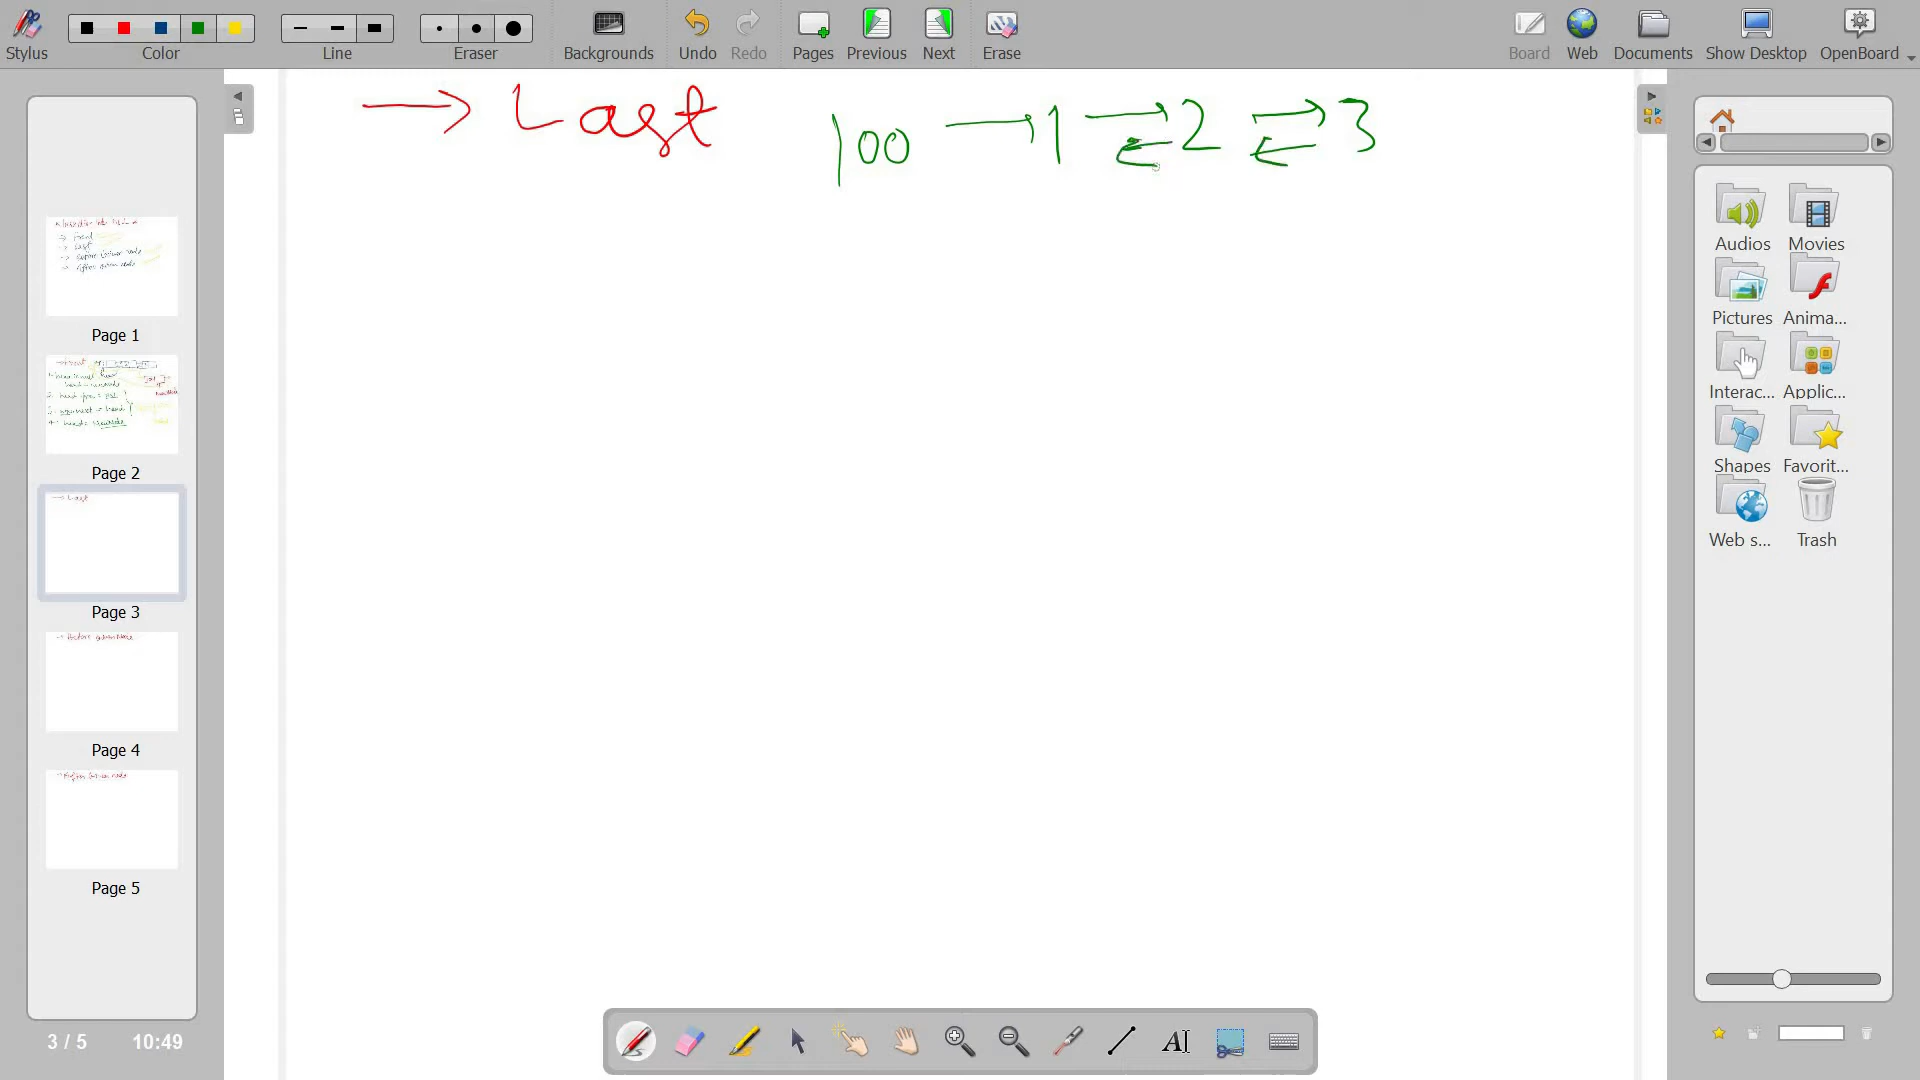 Stylus
Color
Line
Eraser
Backgrounds
Undo
Redo
Pages
Previous
Next
Erase
Board
Web
Documents
Show Desktop
OpenBoard
→ Last
100 → 1 ⇄ 2 ⇄ 3
Page 1
Page 2
Page 3
Page 4
Page 5
3 / 5
10:49
Audios
Movies
Pictures
Anima...
Interac...
Applic...
Shapes
Favorit...
Web s...
Trash